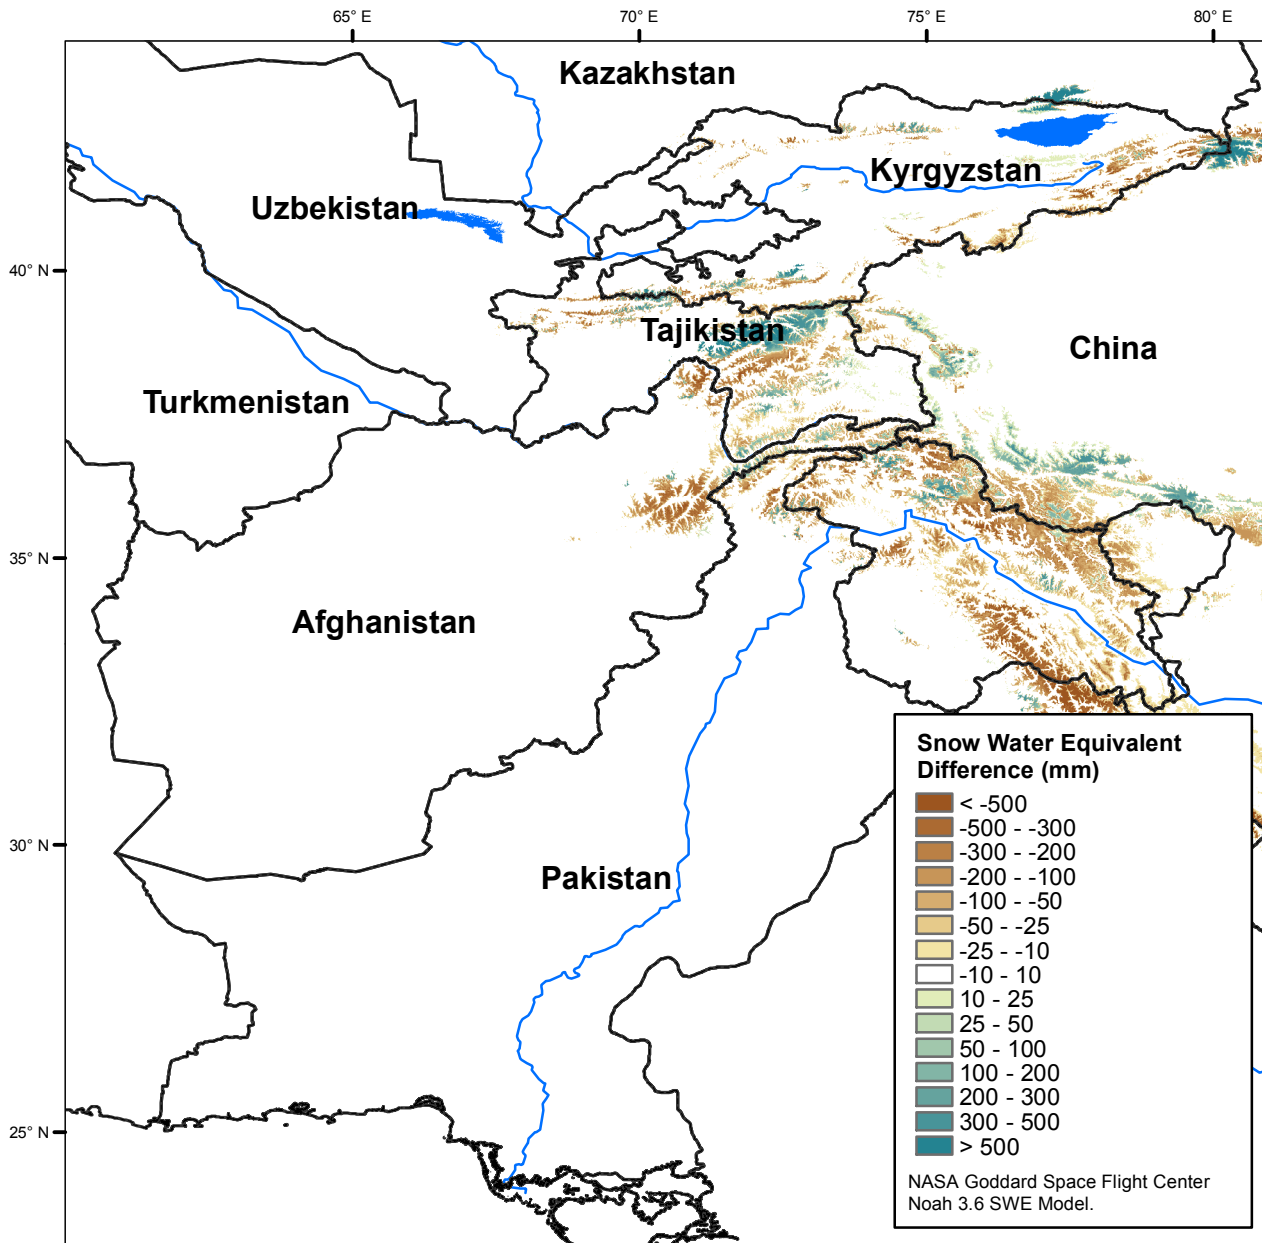 65° E
70° E
75° E
80° E
Kazakhstan
Kyrgyzstan
Uzbekistan
40° N
Tajikistan
China
Turkmenistan
35° N
Afghanistan
30° N
Pakistan
25° N
Snow Water Equivalent
Difference (mm)
< -500
-500 - -300
-300 - -200
-200 - -100
-100 - -50
-50 - -25
-25 - -10
-10 - 10
10 - 25
25 - 50
50 - 100
100 - 200
200 - 300
300 - 500
> 500
NASA Goddard Space Flight Center
Noah 3.6 SWE Model.